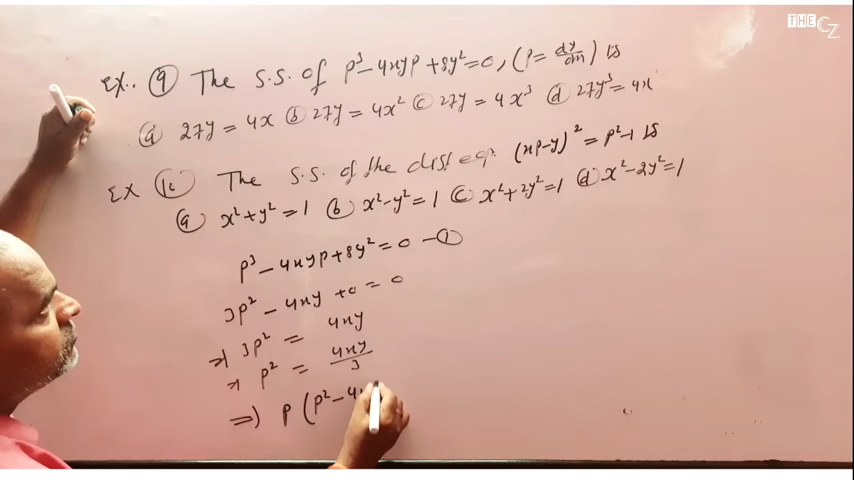 THE CZ
Ex.. 9 The S.S. of p³ - 4xyp + 8y² = 0, (p = dy/dx) is
a 27y = 4x b 27y = 4x² c 27y = 4x³ d 27y³ = 4x
Ex 10 The S.S. of the diff eqn. (xp-y)² = p²-1 is
a x²+y²=1 b x²-y²=1 c x²+2y²=1 d x²-2y²=1
p³ - 4xyp + 8y² = 0 - 1
3p² - 4xy + 0 = 0
⇒ 3p² = 4xy
⇒ p² = 4xy/3
⇒ p (p² - 4x